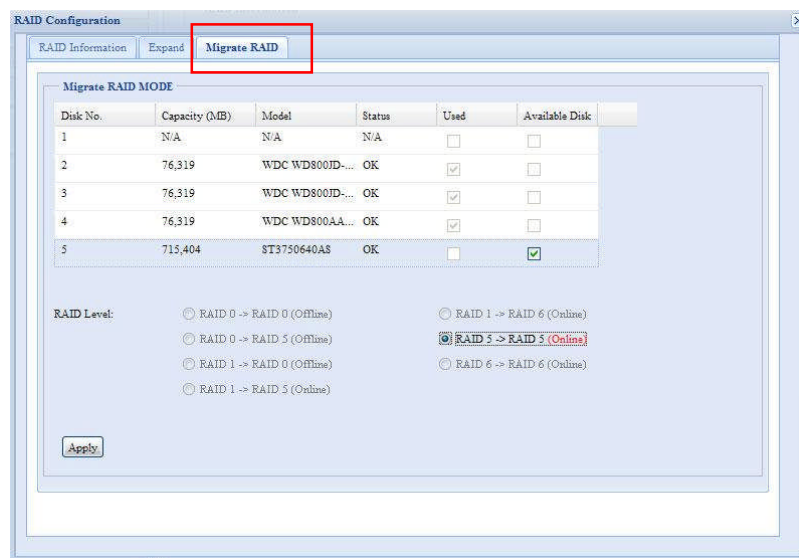 RAID Configuration
RAID Information Expand Migrate RAID
Migrate RAID MODE
Disk No. Capacity (MB) Model Status Used Available Disk
1 N/A N/A N/A
2 76,319 WDC WD800JD-... OK
3 76,319 WDC WD800JD-... OK
4 76,319 WDC WD800AA... OK
5 715,404 ST3750640AS OK
RAID Level: RAID 0 -> RAID 0 (Offline) RAID 1 -> RAID 6 (Online)
RAID 0 -> RAID 5 (Offline) RAID 5 -> RAID 5 (Online)
RAID 1 -> RAID 0 (Offline) RAID 6 -> RAID 6 (Online)
RAID 1 -> RAID 5 (Online)
Apply